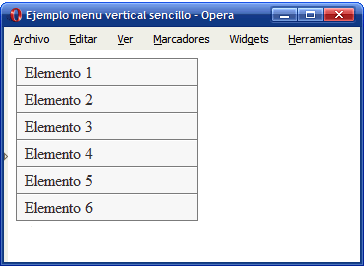 Ejemplo menu vertical sencillo - Opera
Archivo Editar Ver Marcadores Widgets Herramientas
Elemento 1
Elemento 2
Elemento 3
Elemento 4
Elemento 5
Elemento 6